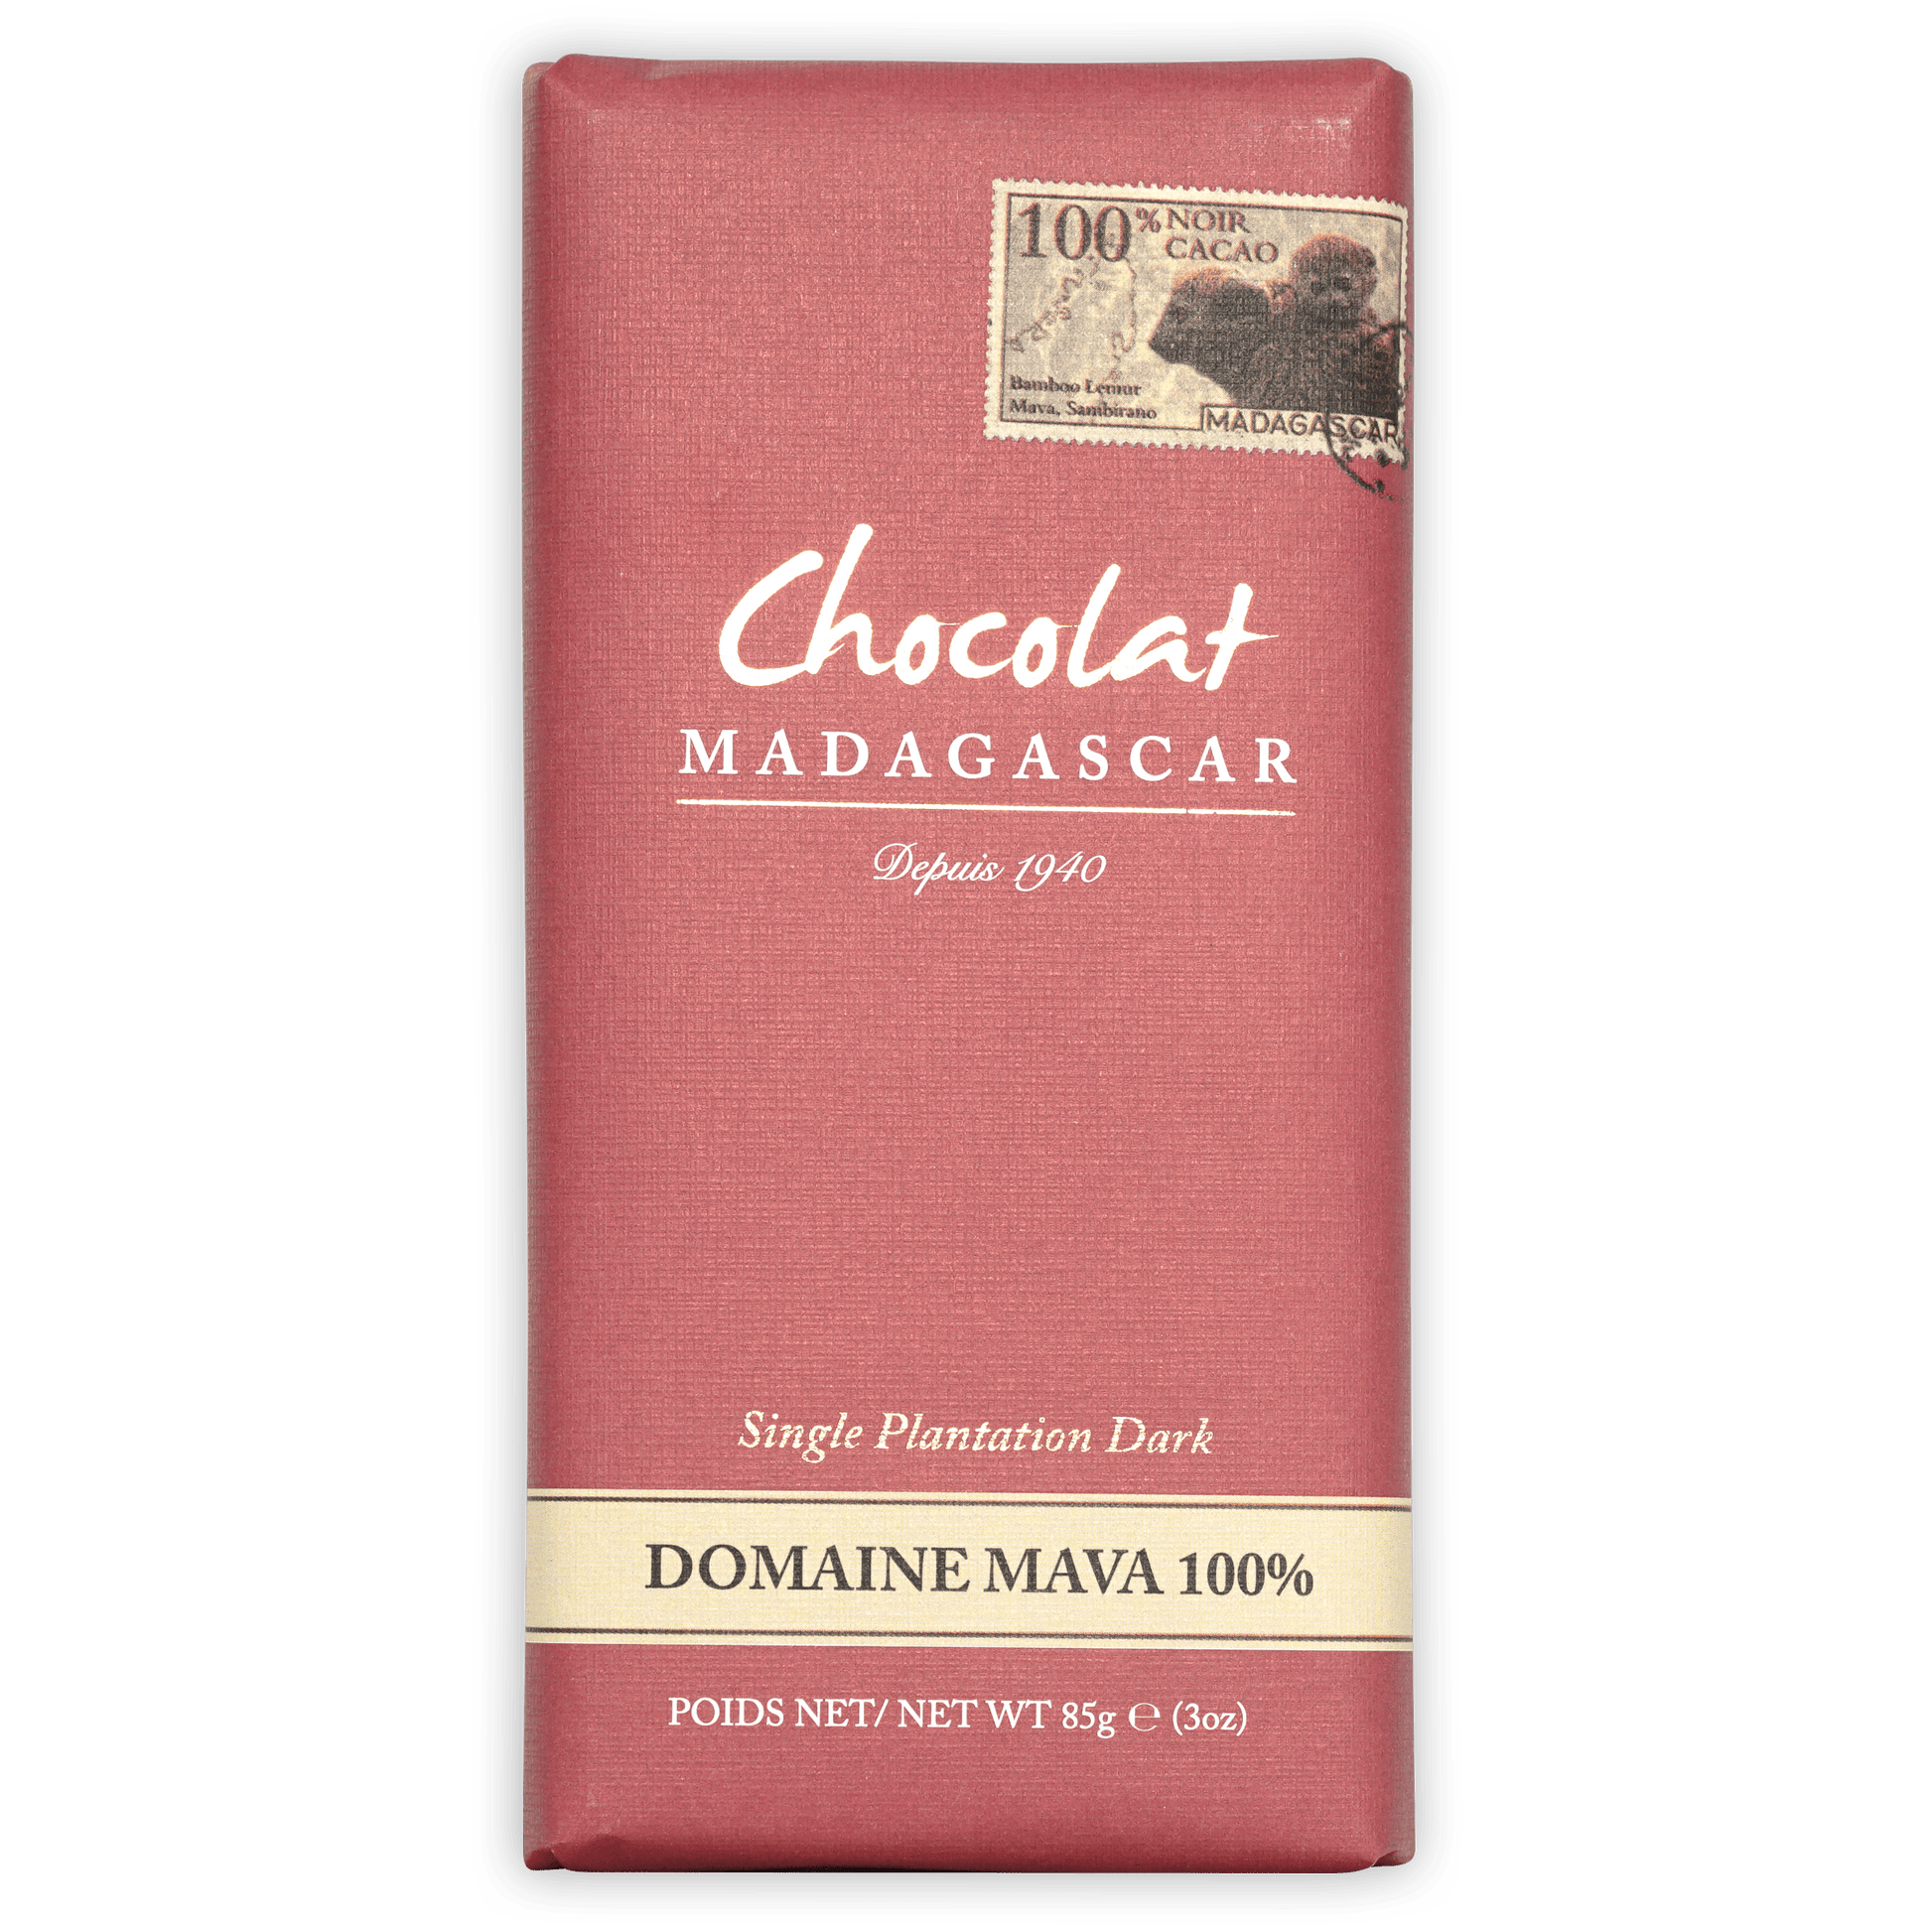 100% NOIR
CACAO
Bamboo Lemur
Mava, Sambirano
MADAGASCAR
Chocolat
MADAGASCAR
Depuis 1940
Single Plantation Dark
DOMAINE MAVA 100%
POIDS NET/ NET WT 85g ℮ (3oz)